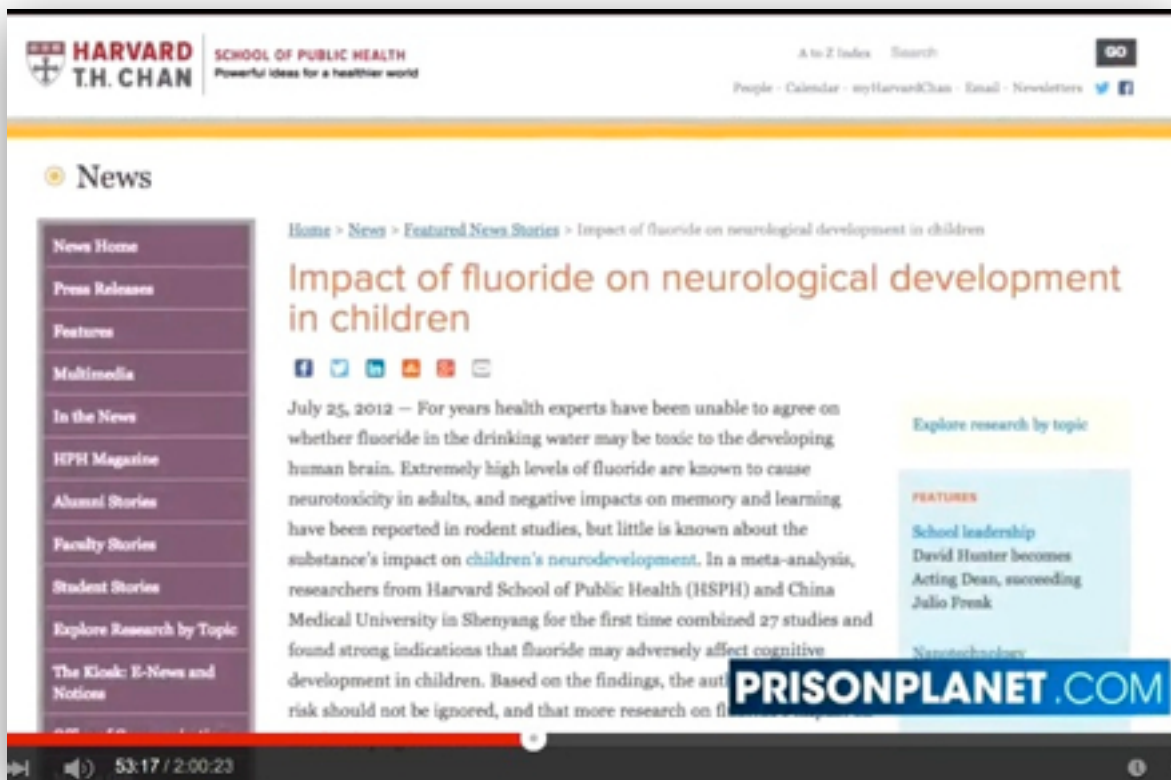 HARVARD
T.H. CHAN
SCHOOL OF PUBLIC HEALTH
Powerful ideas for a healthier world
A to Z Index Search GO
People · Calendar · myHarvardChan · Email · Newsletters
News
News Home
Press Releases
Features
Multimedia
In the News
HPH Magazine
Alumni Stories
Faculty Stories
Student Stories
Explore Research by Topic
The Kiosk: E-News and
Notices
Home > News > Featured News Stories > Impact of fluoride on neurological development in children
Impact of fluoride on neurological development
in children
July 25, 2012 — For years health experts have been unable to agree on
whether fluoride in the drinking water may be toxic to the developing
human brain. Extremely high levels of fluoride are known to cause
neurotoxicity in adults, and negative impacts on memory and learning
have been reported in rodent studies, but little is known about the
substance's impact on children's neurodevelopment. In a meta-analysis,
researchers from Harvard School of Public Health (HSPH) and China
Medical University in Shenyang for the first time combined 27 studies and
found strong indications that fluoride may adversely affect cognitive
development in children. Based on the findings, the
risk should not be ignored, and that more research on
Explore research by topic
FEATURES
School leadership
David Hunter becomes
Acting Dean, succeeding
Julio Frenk
Nanotechnology
PRISONPLANET.COM
53:17 / 2:00:23